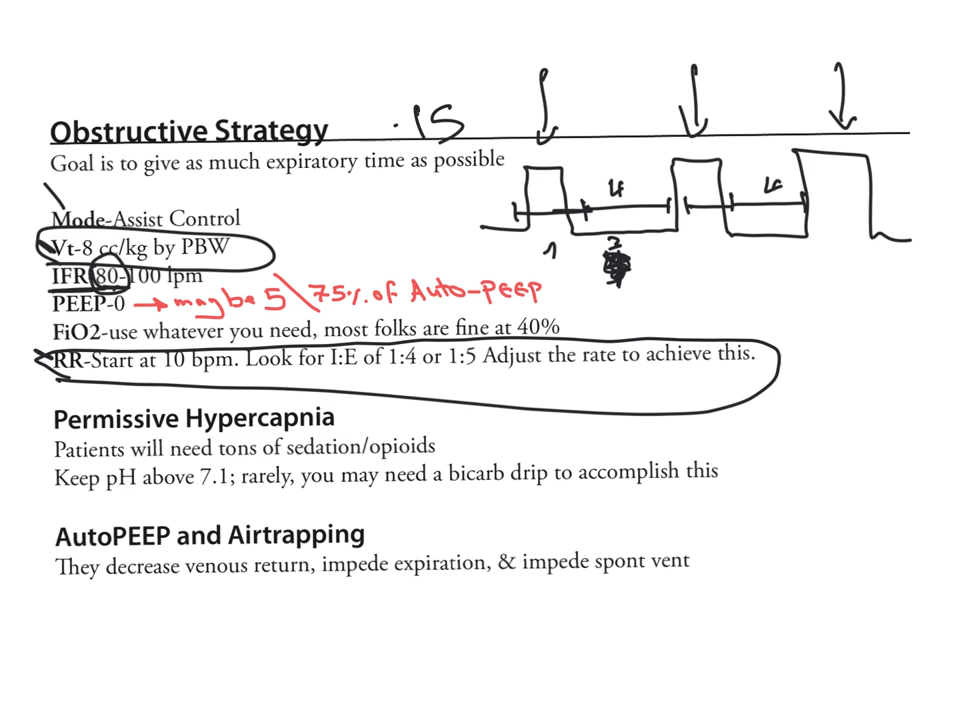 Obstructive Strategy
.15
Goal is to give as much expiratory time as possible
Mode-Assist Control
Vt-8 cc/kg by PBW
IFR-80-100 lpm
PEEP-0 → maybe 5 \ 75% of Auto-PEEP
FiO2-use whatever you need, most folks are fine at 40%
RR-Start at 10 bpm. Look for I:E of 1:4 or 1:5 Adjust the rate to achieve this.
1
Permissive Hypercapnia
Patients will need tons of sedation/opioids
Keep pH above 7.1; rarely, you may need a bicarb drip to accomplish this
AutoPEEP and Airtrapping
They decrease venous return, impede expiration, & impede spont vent